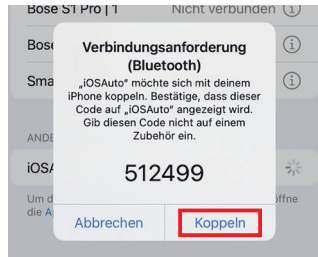 Bose S1 Pro | 1 Nicht verbunden
Bose
Verbindungsanforderung
(Bluetooth)
Sma
„iOSAuto" möchte sich mit deinem
iPhone koppeln. Bestätige, dass dieser
Code auf „iOSAuto" angezeigt wird.
Gib diesen Code nicht auf einem
Zubehör ein.
ANDE
iOSA
512499
Um d
öffne
die A
Abbrechen Koppeln